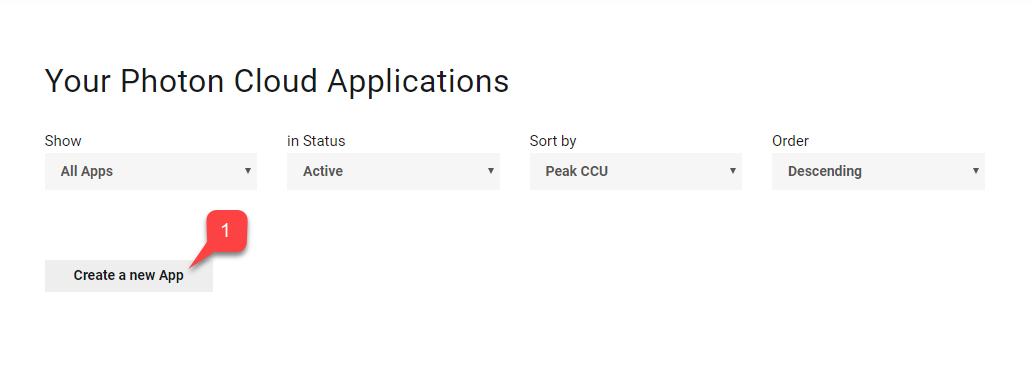 Your Photon Cloud Applications
Show in Status Sort by Order
All Apps Active Peak CCU Descending
1
Create a new App